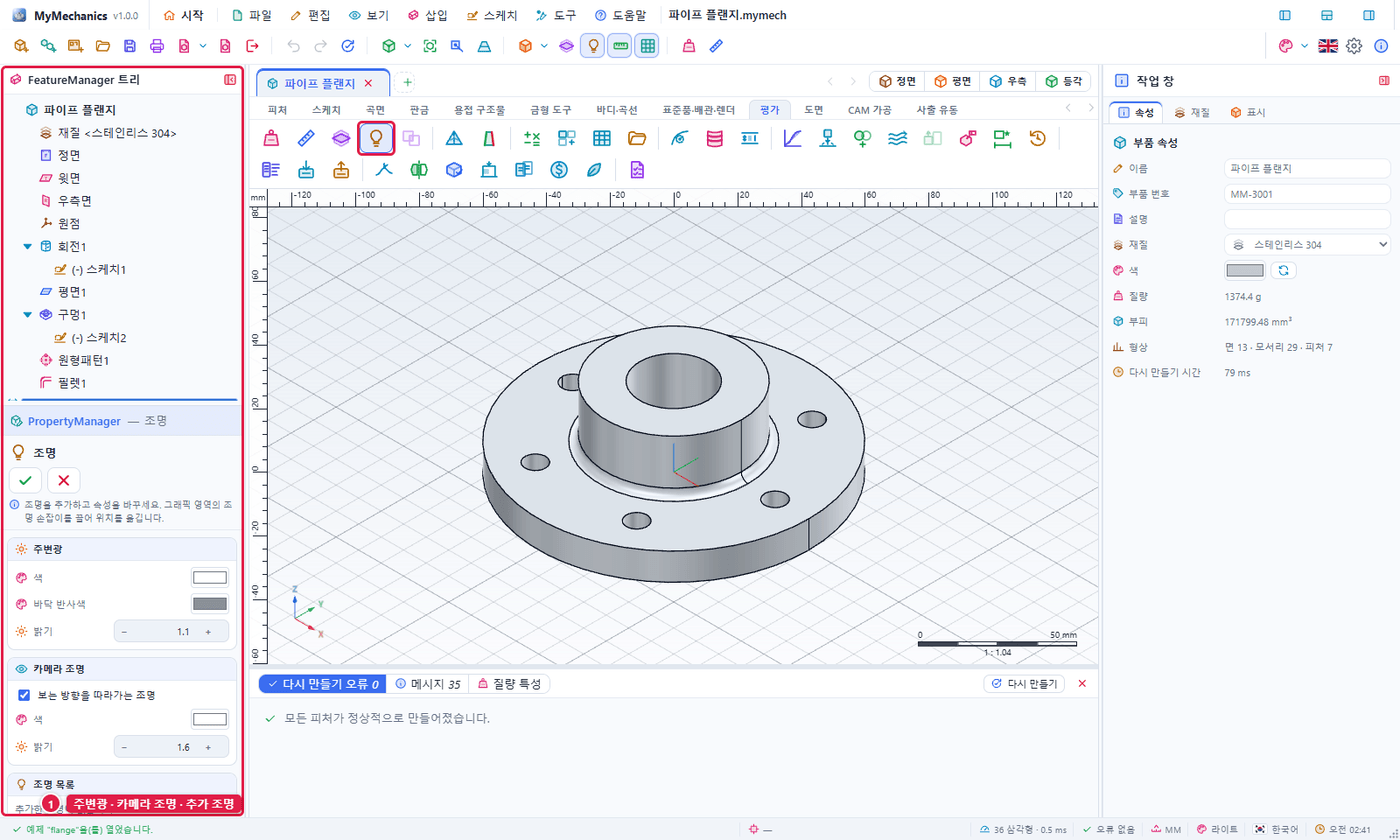 MyMechanics v1.0.0 시작 파일 편집 보기 삽입 스케치 도구 도움말 파이프 플랜지.mymech
FeatureManager 트리
파이프 플랜지
재질 <스테인리스 304>
정면
윗면
우측면
원점
회전1
(-) 스케치1
평면1
구멍1
(-) 스케치2
원형패턴1
필렛1
PropertyManager — 조명
조명
조명을 추가하고 속성을 바꾸세요. 그래픽 영역의 조
명 손잡이를 끌어 위치를 옮깁니다.
주변광
색
바닥 반사색
밝기 − 1.1 +
카메라 조명
보는 방향을 따라가는 조명
색
밝기 − 1.6 +
조명 목록
1 주변광 · 카메라 조명 · 추가 조명
파이프 플랜지
정면 평면 우측 등각
피처 스케치 곡면 판금 용접 구조물 금형 도구 바디·곡선 표준품·배관·렌더 평가 도면 CAM 가공 사출 유동
mm -120 -100 -80 -60 -40 -20 0 20 40 60 80 100 120
80
60
40
20
0
-20
-40
-60
Z
Y
X
0 50 mm
1 : 1.04
다시 만들기 오류 0 메시지 35 질량 특성 다시 만들기
모든 피처가 정상적으로 만들어졌습니다.
작업 창
속성 재질 표시
부품 속성
이름 파이프 플랜지
부품 번호 MM-3001
설명
재질 스테인리스 304
색
질량 1374.4 g
부피 171799.48 mm³
형상 면 13 · 모서리 29 · 피처 7
다시 만들기 시간 79 ms
예제 "flange"을(를) 열었습니다. — 36 삼각형 · 0.5 ms 오류 없음 MM 라이트 한국어 오전 02:41